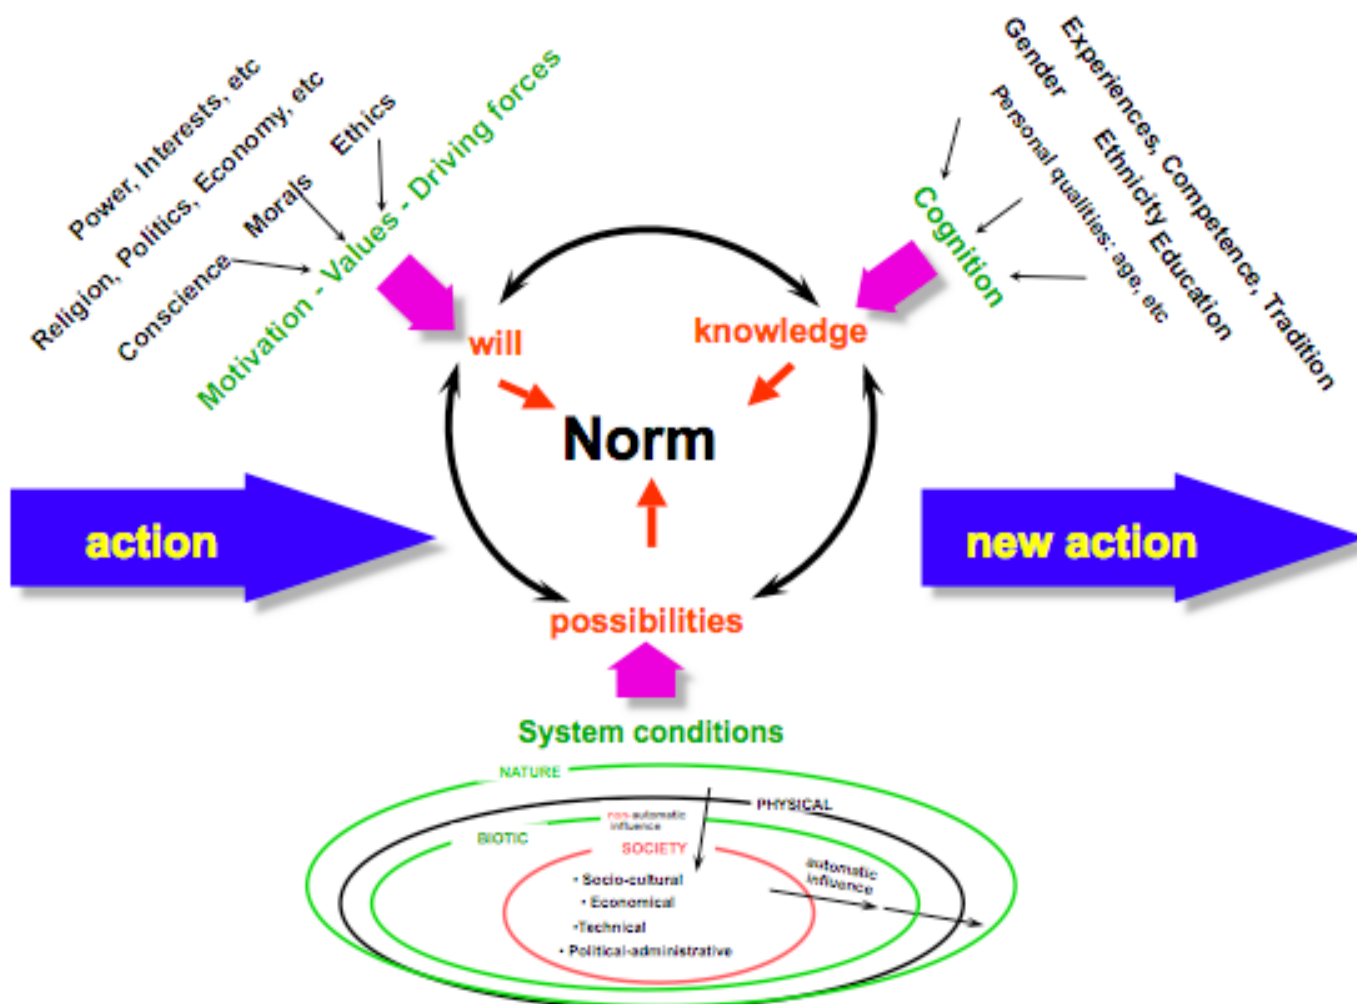 Power, Interests, etc
Religion, Politics, Economy, etc
Conscience
Morals
Ethics
Motivation - Values - Driving forces
Experiences, Competence, Tradition
Gender
Ethnicity
Education
Personal qualities: age, etc
Cognition
will
knowledge
Norm
action
new action
possibilities
System conditions
NATURE
PHYSICAL
non-automatic
influence
BIOTIC
SOCIETY
automatic
influence
• Socio-cultural
• Economical
•Technical
• Political-administrative